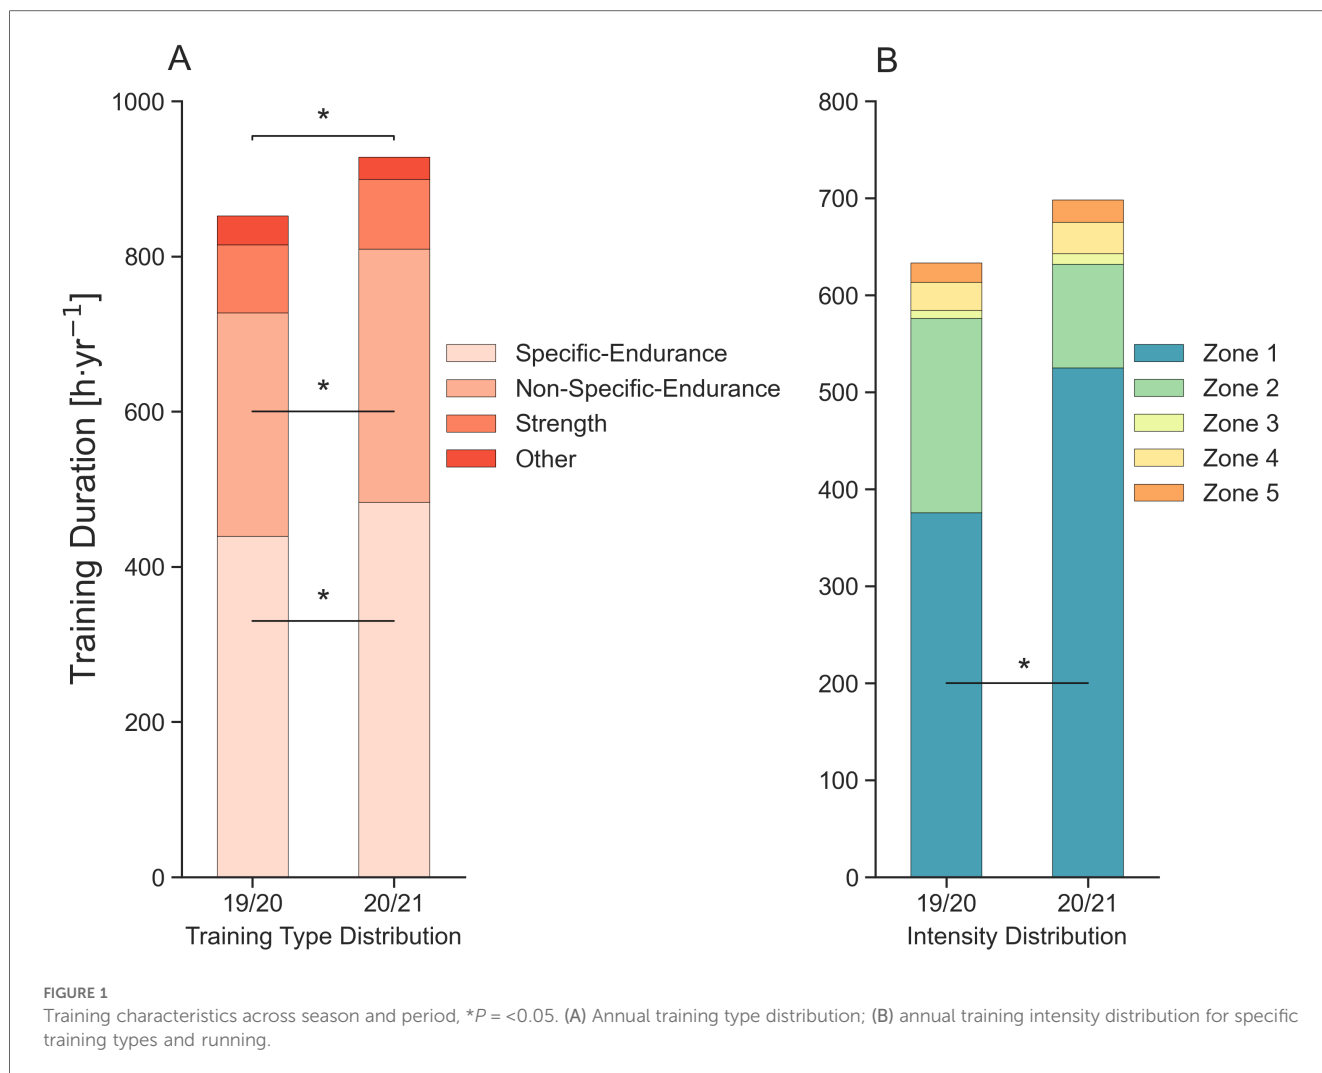 A
1000
800
600
400
200
0
Training Duration [h·yr−1]
*
*
*
19/20 20/21
Training Type Distribution
Specific-Endurance
Non-Specific-Endurance
Strength
Other
B
800
700
600
500
400
300
200
100
0
*
19/20 20/21
Intensity Distribution
Zone 1
Zone 2
Zone 3
Zone 4
Zone 5
FIGURE 1
Training characteristics across season and period, *P = <0.05. (A) Annual training type distribution; (B) annual training intensity distribution for specific
training types and running.